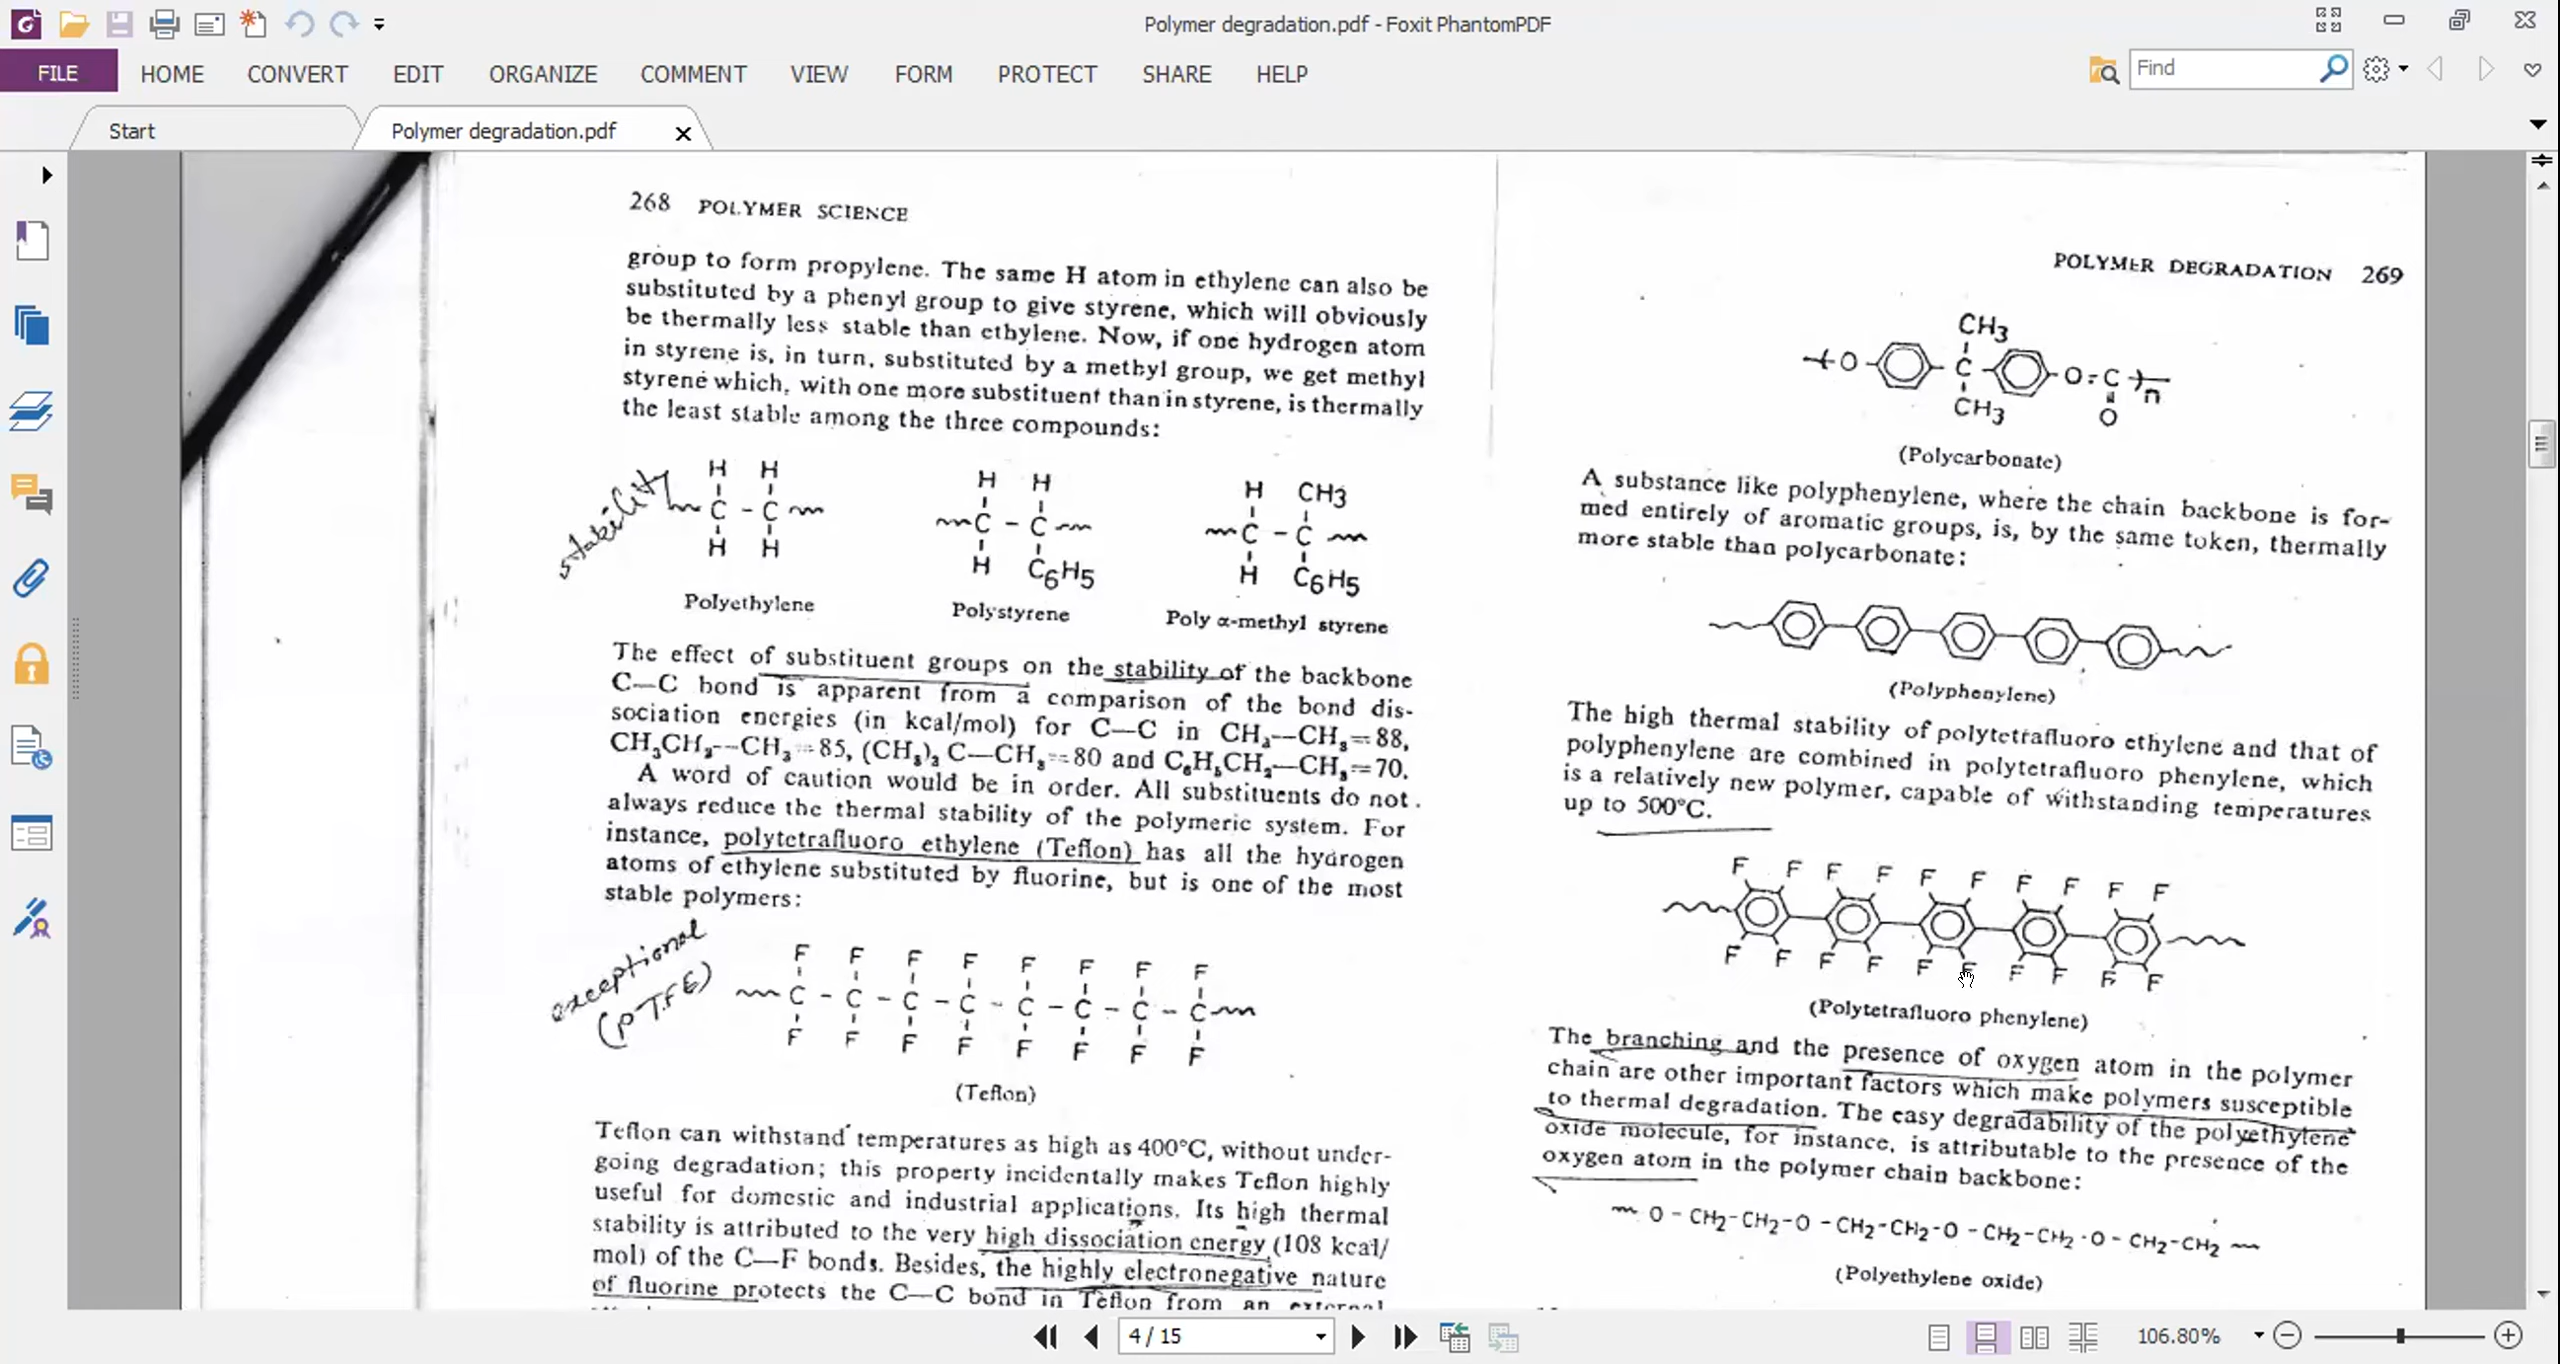 Polymer degradation.pdf - Foxit PhantomPDF
FILE HOME CONVERT EDIT ORGANIZE COMMENT VIEW FORM PROTECT SHARE HELP
Find
Start
Polymer degradation.pdf
268 POLYMER SCIENCE
group to form propylene. The same H atom in ethylene can also be
substituted by a phenyl group to give styrene, which will obviously
be thermally less stable than ethylene. Now, if one hydrogen atom
in styrene is, in turn, substituted by a methyl group, we get methyl
styrene which, with one more substituent than in styrene, is thermally
the least stable among the three compounds:
stability
H H
C - C
H H
Polyethylene
H H
C - C
H C6H5
Polystyrene
H CH3
C - C
H C6H5
Poly α-methyl styrene
The effect of substituent groups on the stability of the backbone
C—C bond is apparent from a comparison of the bond dis-
sociation energies (in kcal/mol) for C—C in CH₃—CH₃=88,
CH₃CH₂--CH₃=85, (CH₃)₃ C—CH₃=80 and C₆H₅CH₂—CH₃=70.
A word of caution would be in order. All substituents do not
always reduce the thermal stability of the polymeric system. For
instance, polytetrafluoro ethylene (Teflon) has all the hydrogen
atoms of ethylene substituted by fluorine, but is one of the most
stable polymers:
exceptional
(PTFE)
F F F F F F F F
C - C - C - C - C - C - C - C
F F F F F F F F
(Teflon)
Teflon can withstand temperatures as high as 400°C, without under-
going degradation; this property incidentally makes Teflon highly
useful for domestic and industrial applications. Its high thermal
stability is attributed to the very high dissociation energy (108 kcal/
mol) of the C—F bonds. Besides, the highly electronegative nature
of fluorine protects the C—C bond in Teflon from an external
POLYMER DEGRADATION 269
CH3
O C O-C n
CH3 O
(Polycarbonate)
A substance like polyphenylene, where the chain backbone is for-
med entirely of aromatic groups, is, by the same token, thermally
more stable than polycarbonate:
(Polyphenylene)
The high thermal stability of polytetrafluoro ethylene and that of
polyphenylene are combined in polytetrafluoro phenylene, which
is a relatively new polymer, capable of withstanding temperatures
up to 500°C.
F F F F F F F F F F
F F F F F F F F F F
(Polytetrafluoro phenylene)
The branching and the presence of oxygen atom in the polymer
chain are other important factors which make polymers susceptible
to thermal degradation. The easy degradability of the polyethylene
oxide molecule, for instance, is attributable to the presence of the
oxygen atom in the polymer chain backbone:
O - CH2-CH2-O - CH2-CH2-O - CH2-CH2-O - CH2-CH2
(Polyethylene oxide)
4 / 15
106.80%